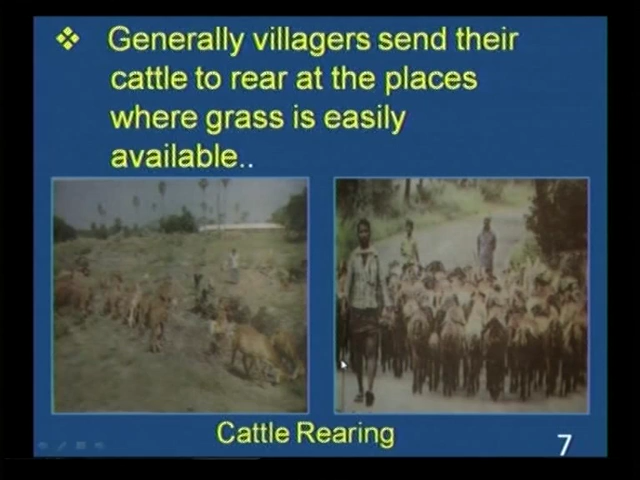 Generally villagers send their
cattle to rear at the places
where grass is easily
available..
Cattle Rearing
7